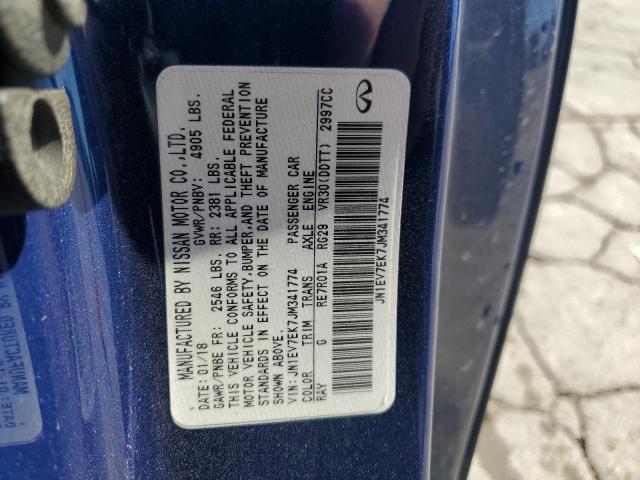 MANUFACTURED BY NISSAN MOTOR CO.,LTD.
DATE: 01/18 GVWR/PNBV: 4905 LBS.
GAWR/PNBE FR: 2546 LBS. RR: 2381 LBS.
THIS VEHICLE CONFORMS TO ALL APPLICABLE FEDERAL
MOTOR VEHICLE SAFETY,BUMPER,AND THEFT PREVENTION
STANDARDS IN EFFECT ON THE DATE OF MANUFACTURE
SHOWN ABOVE.
VIN: JN1EV7EK7JM341774 PASSENGER CAR
COLOR TRIM TRANS AXLE ENGINE
RAY G RE7R01A RG29 VR30(DDTT) 2997CC
JN1EV7EK7JM341774